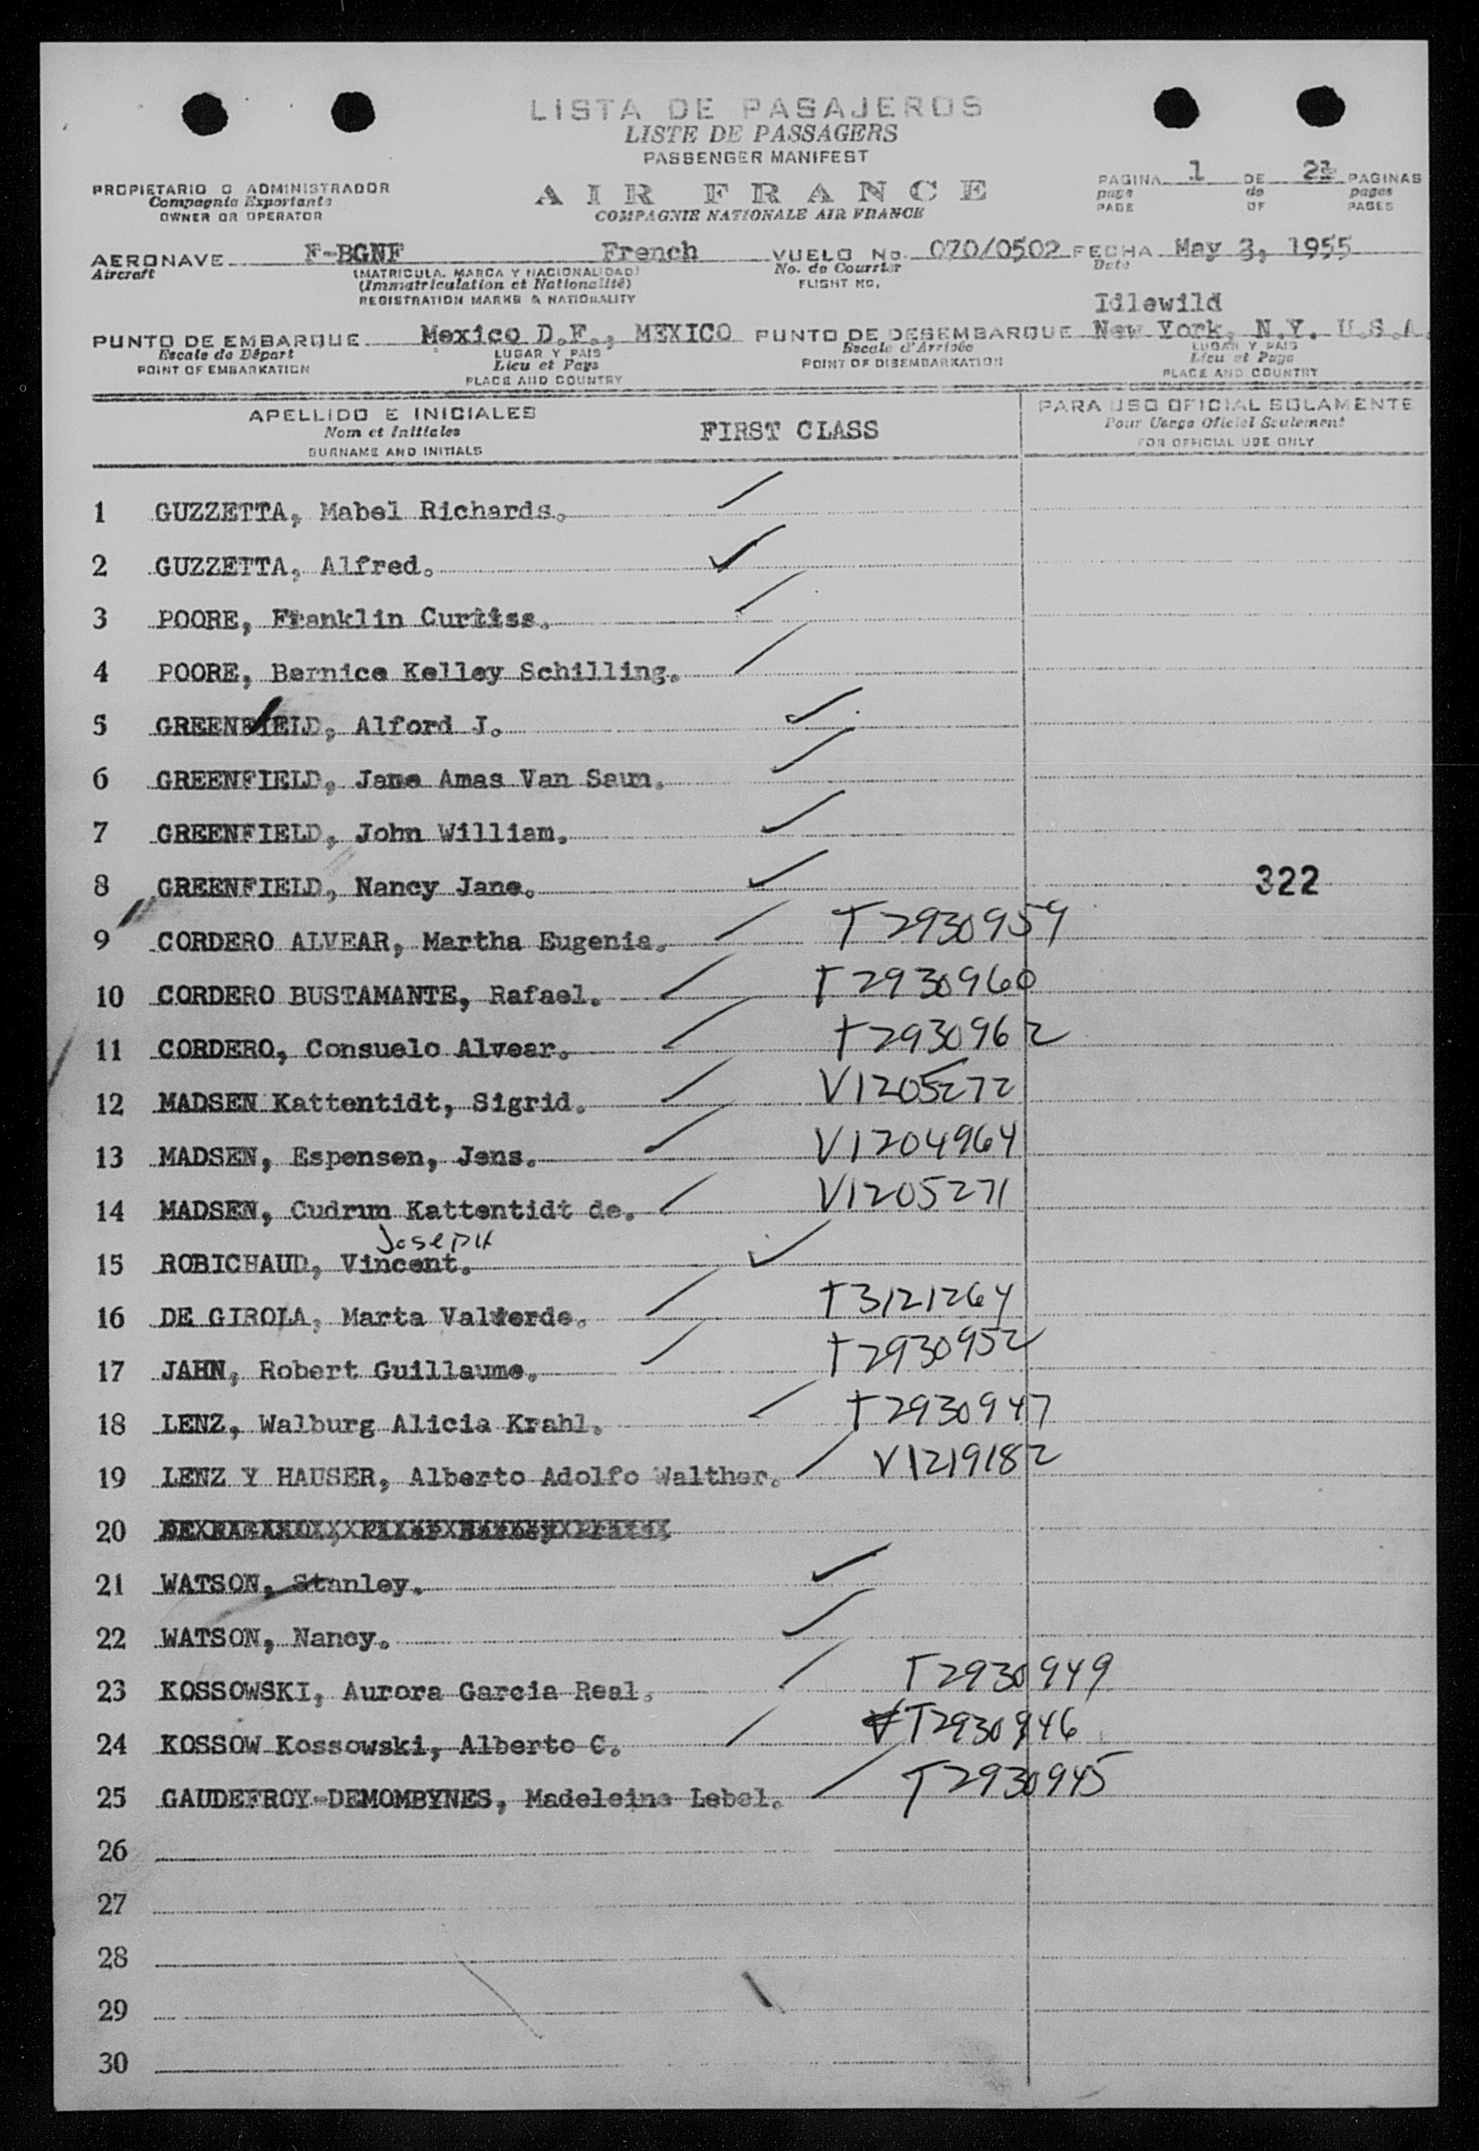 LISTA DE PASAJEROS
LISTE DE PASSAGERS
PASSENGER MANIFEST
PAGINA 1 DE PAGINAS
page de pages
PAGE OF PAGES
PROPIETARIO O ADMINISTRADOR
Compagnie Exportante
OWNER OR OPERATOR
AIR FRANCE
COMPAGNIE NATIONALE AIR FRANCE
AERONAVE F-BGNF French VUELO No. 070/0502 FECHA May 3, 1955
Aircraft (MATRICULA, MARCA Y NACIONALIDAD) No. de Courrier Date
(Immatriculation et Nationalité) FLIGHT NO.
REGISTRATION MARKS & NATIONALITY
Idlewild
PUNTO DE EMBARQUE Mexico D.F., MEXICO PUNTO DE DESEMBARQUE New York, N.Y. U.S.A.
Escale de Départ LUGAR Y PAIS Escale d'Arrivée LUGAR Y PAIS
POINT OF EMBARKATION Lieu et Pays POINT OF DISEMBARKATION Lieu et Pays
PLACE AND COUNTRY PLACE AND COUNTRY
APELLIDO E INICIALES FIRST CLASS PARA USO OFICIAL SOLAMENTE
Nom et Initiales Pour Usage Oficiel Seulement
SURNAME AND INITIALS FOR OFFICIAL USE ONLY
1 GUZZETTA, Mabel Richards.
2 GUZZETTA, Alfred.
3 POORE, Franklin Curtiss.
4 POORE, Bernice Kelley Schilling.
5 GREENFIELD, Alford J.
6 GREENFIELD, Jane Amas Van Saun.
7 GREENFIELD, John William.
8 GREENFIELD, Nancy Jane. 322
9 CORDERO ALVEAR, Martha Eugenia. T2930959
10 CORDERO BUSTAMANTE, Rafael. T2930960
11 CORDERO, Consuelo Alvear. T2930962
12 MADSEN Kattentidt, Sigrid. V1205272
13 MADSEN, Espensen, Jens. V1204964
14 MADSEN, Cudrun Kattentidt de. V1205271
Joseph
15 ROBICHAUD, Vincent.
16 DE GIROLA, Marta Valverde. T3121264
17 JAHN, Robert Guillaume. T2930952
18 LENZ, Walburg Alicia Krahl. T2930947
19 LENZ Y HAUSER, Alberto Adolfo Walther. V1219182
20
21 WATSON, Stanley.
22 WATSON, Nancy.
23 KOSSOWSKI, Aurora Garcia Real. T2930949
24 KOSSOW Kossowski, Alberto C. T2930946
25 GAUDEFROY-DEMOMBYNES, Madeleine Lebel. T2930945
26
27
28
29
30